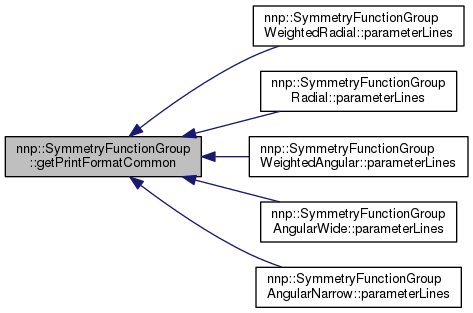 nnp::SymmetryFunctionGroup
WeightedRadial::parameterLines
nnp::SymmetryFunctionGroup
Radial::parameterLines
nnp::SymmetryFunctionGroup
::getPrintFormatCommon
nnp::SymmetryFunctionGroup
WeightedAngular::parameterLines
nnp::SymmetryFunctionGroup
AngularWide::parameterLines
nnp::SymmetryFunctionGroup
AngularNarrow::parameterLines